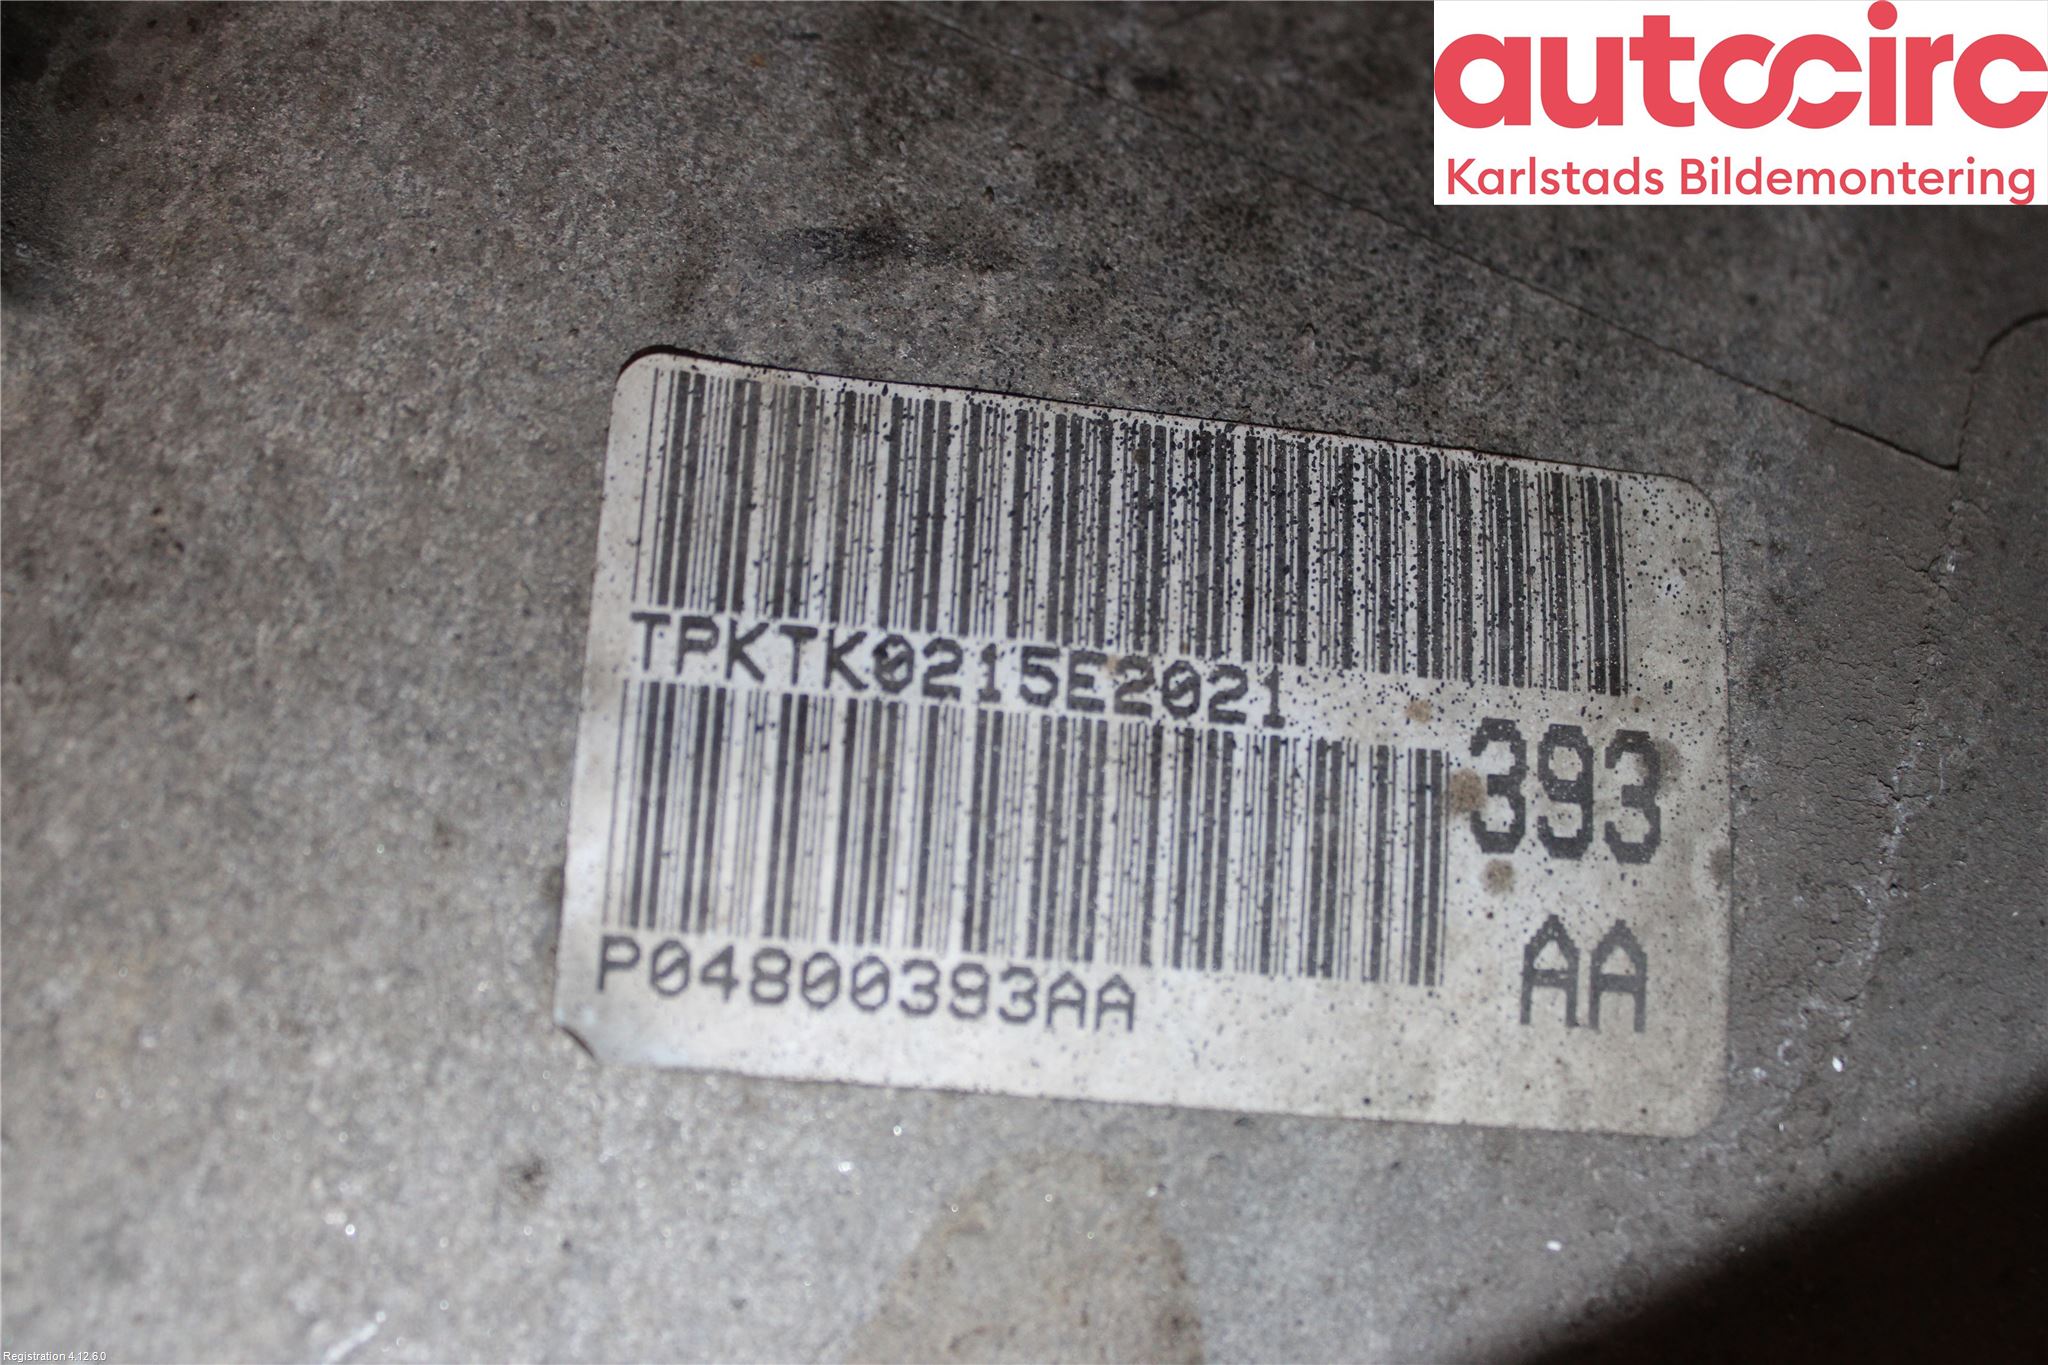 autocirc
Karlstads Bildemontering
TPKTK0215E2021
393
P04800393AA
AA
Registration 4.12.6.0